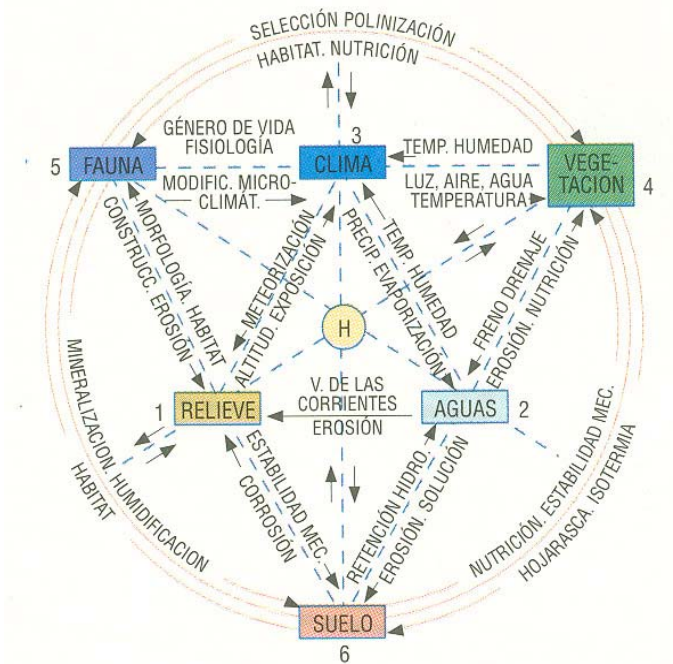 SELECCIÓN POLINIZACIÓN
HABITAT. NUTRICIÓN
GÉNERO DE VIDA
FISIOLOGÍA
3
TEMP. HUMEDAD
5
FAUNA
CLIMA
VEGE-
TACION
4
MODIFIC. MICRO-
CLIMÁT.
LUZ, AIRE, AGUA
TEMPERATURA
MORFOLOGÍA. HABITAT
CONSTRUCC. EROSIÓN
METEORIZACIÓN
ALTITUD. EXPOSICIÓN
TEMP. HUMEDAD
PRECIP. EVAPORIZACIÓN
FRENO DRENAJE
EROSIÓN. NUTRICIÓN
H
1
RELIEVE
V. DE LAS
CORRIENTES
EROSIÓN
AGUAS
2
MINERALIZACION. HUMIDIFICACION
HABITAT
ESTABILIDAD MEC.
CORROSIÓN
RETENCIÓN HIDRO.
EROSIÓN. SOLUCIÓN
NUTRICIÓN. ESTABILIDAD MEC.
HOJARASCA. ISOTERMIA
SUELO
6